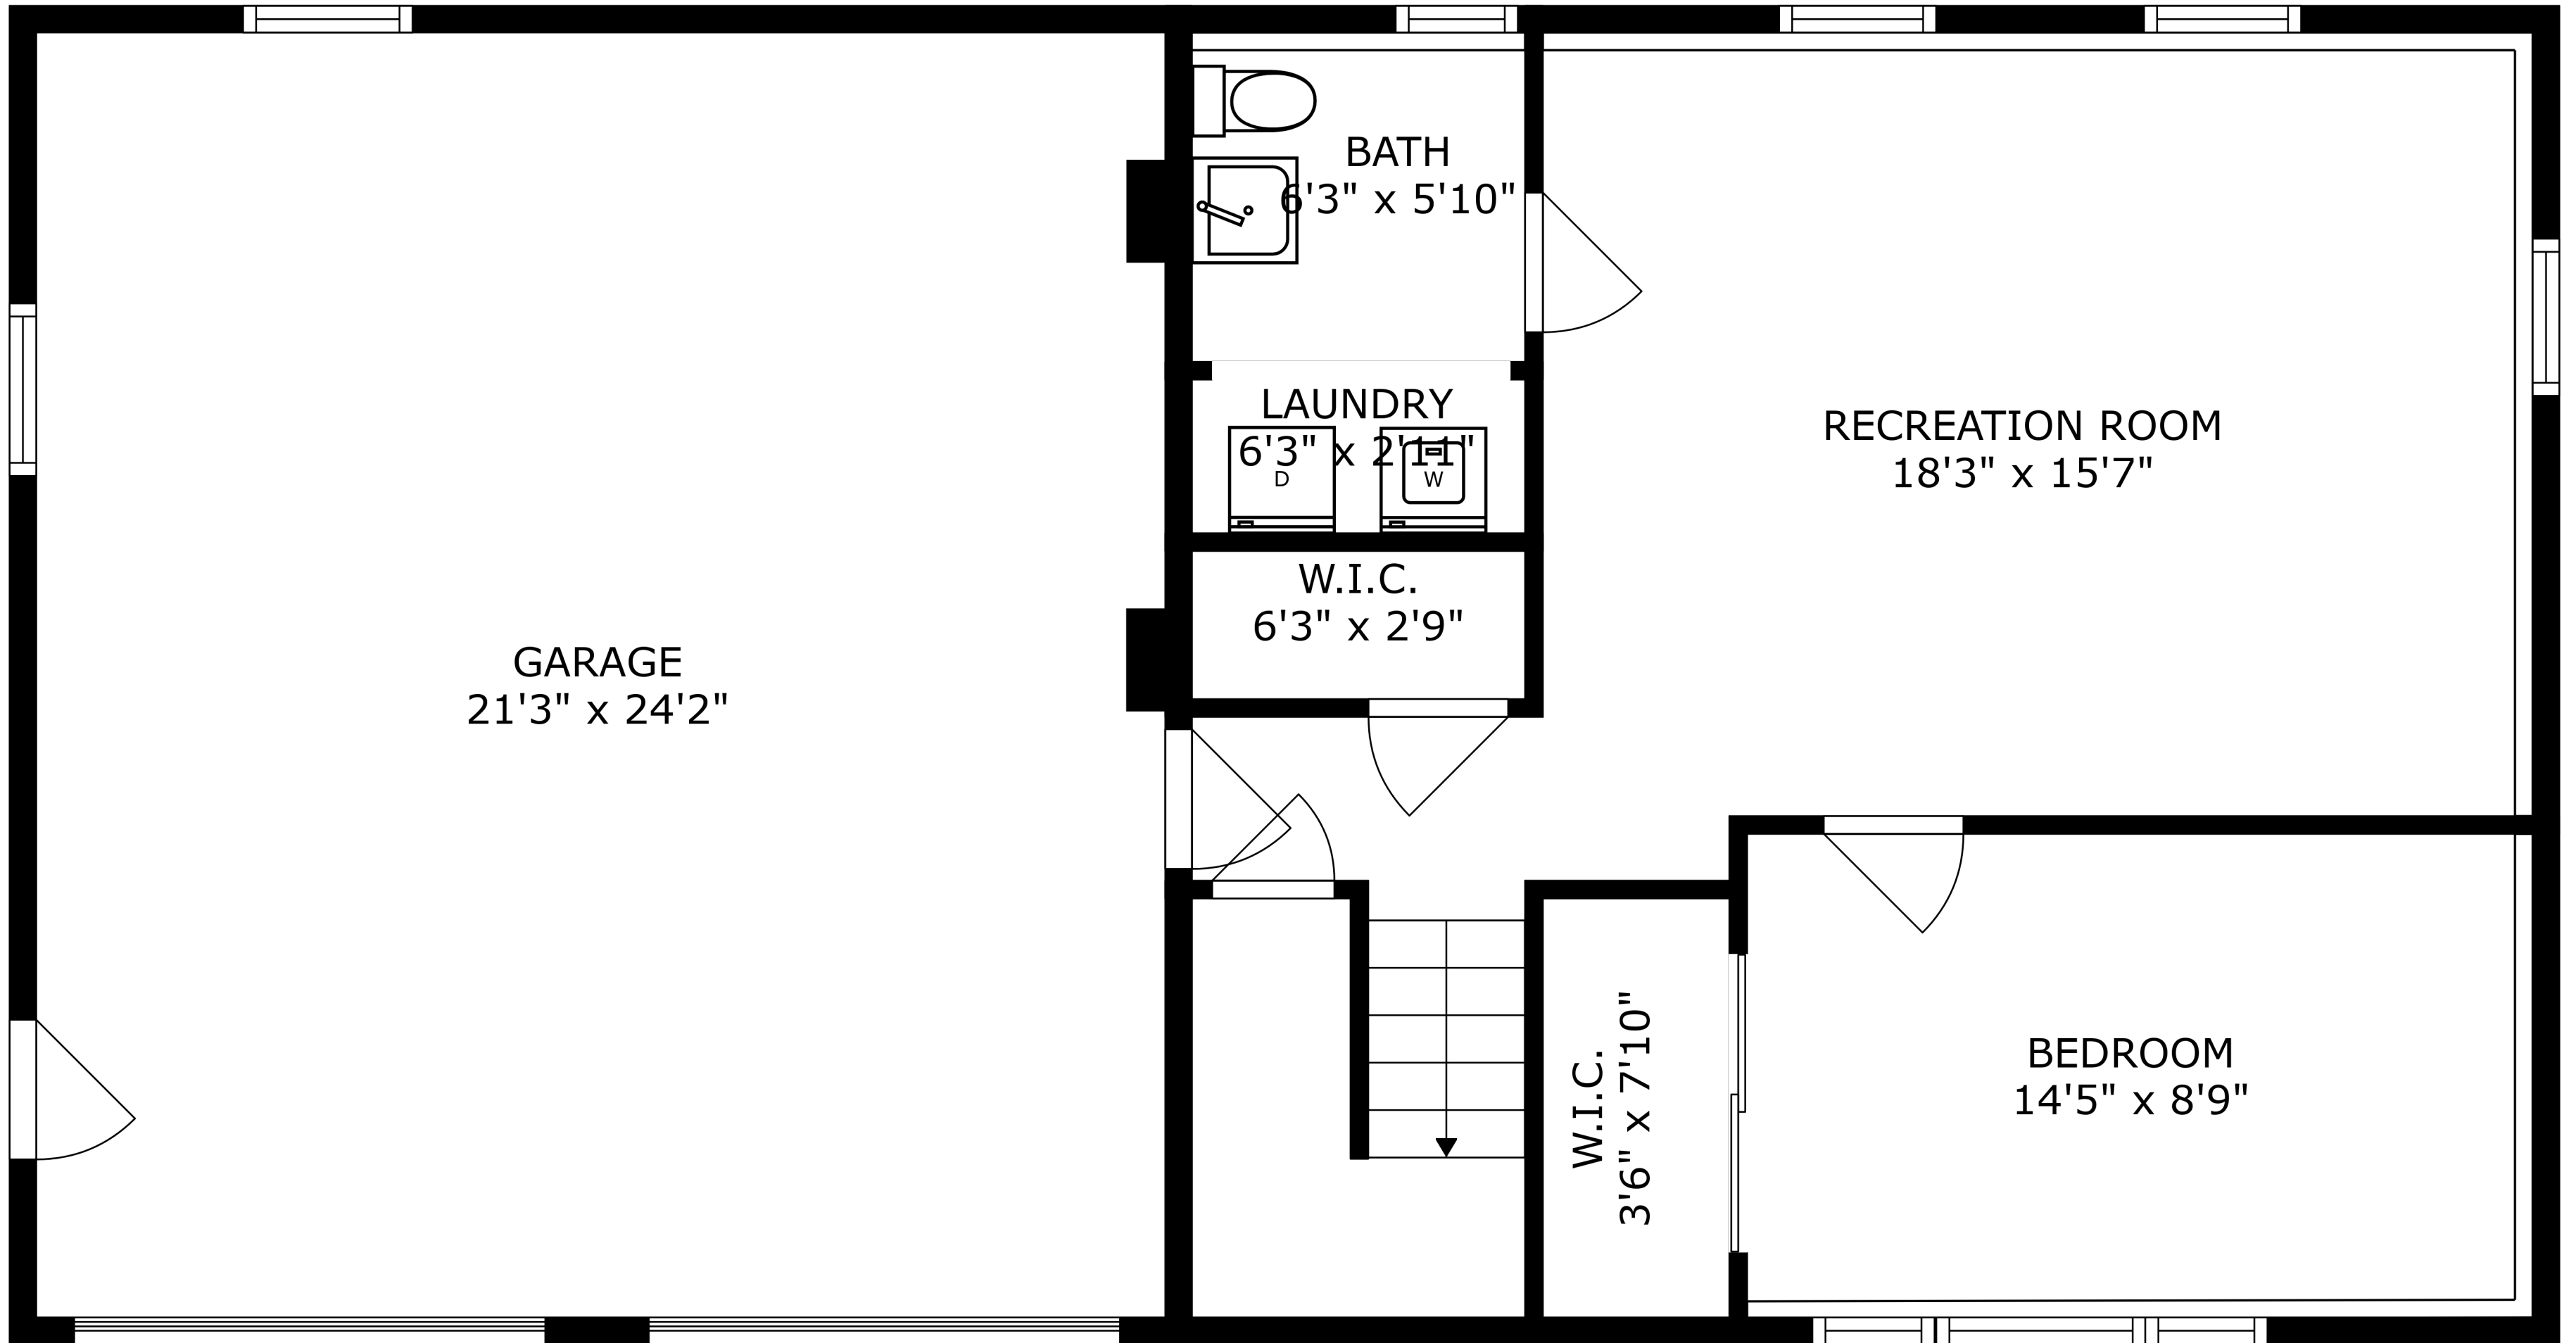 BATH
6'3" x 5'10"
LAUNDRY
6'3" x 2'11"
D
W
RECREATION ROOM
18'3" x 15'7"
W.I.C.
6'3" x 2'9"
GARAGE
21'3" x 24'2"
W.I.C.
3'6" x 7'10"
BEDROOM
14'5" x 8'9"